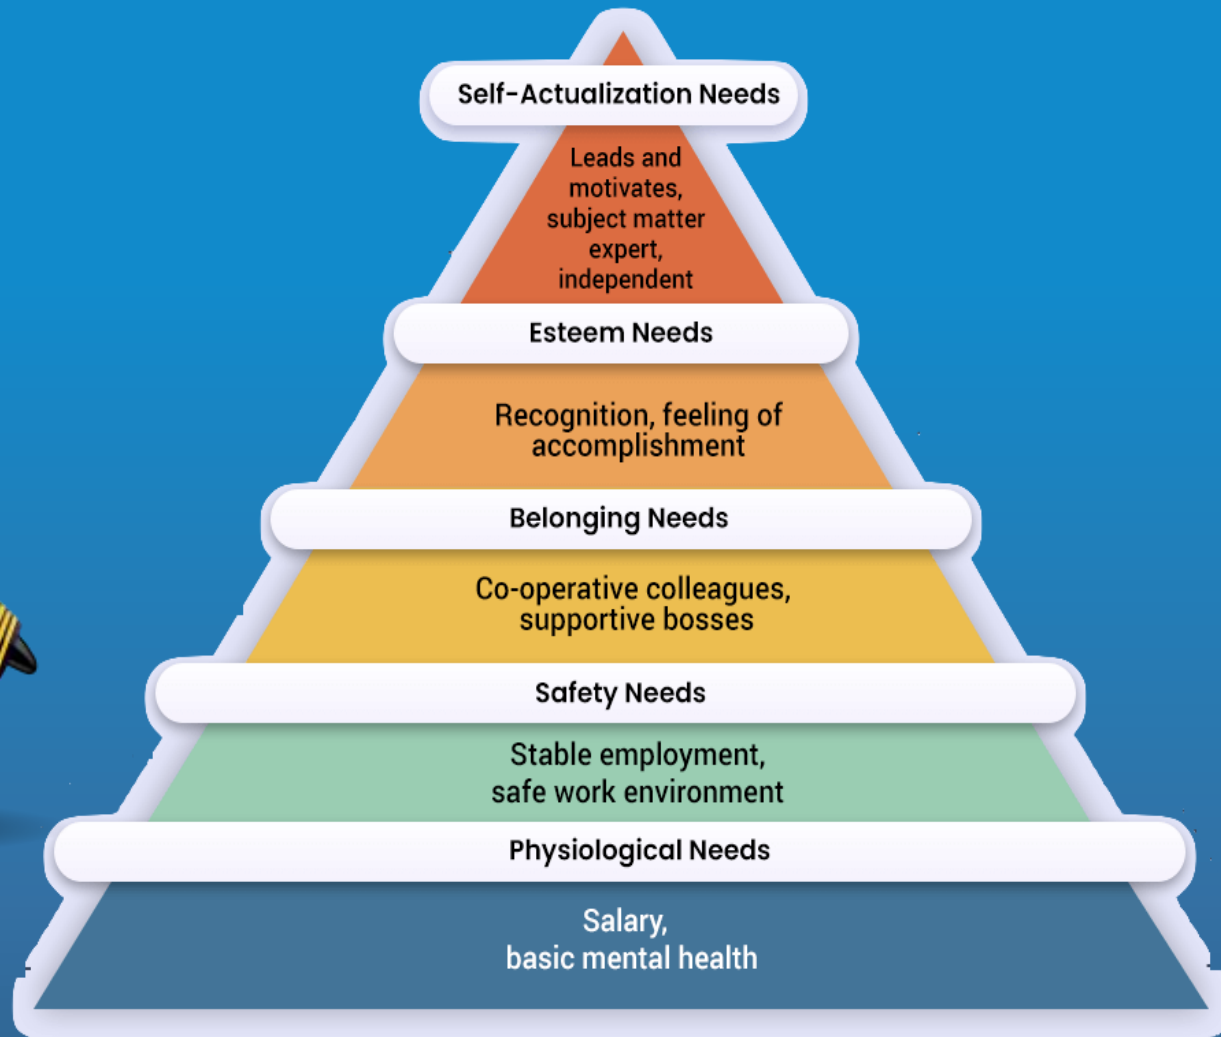 Self-Actualization Needs
Leads and
motivates,
subject matter
expert,
independent
Esteem Needs
Recognition, feeling of
accomplishment
Belonging Needs
Co-operative colleagues,
supportive bosses
Safety Needs
Stable employment,
safe work environment
Physiological Needs
Salary,
basic mental health